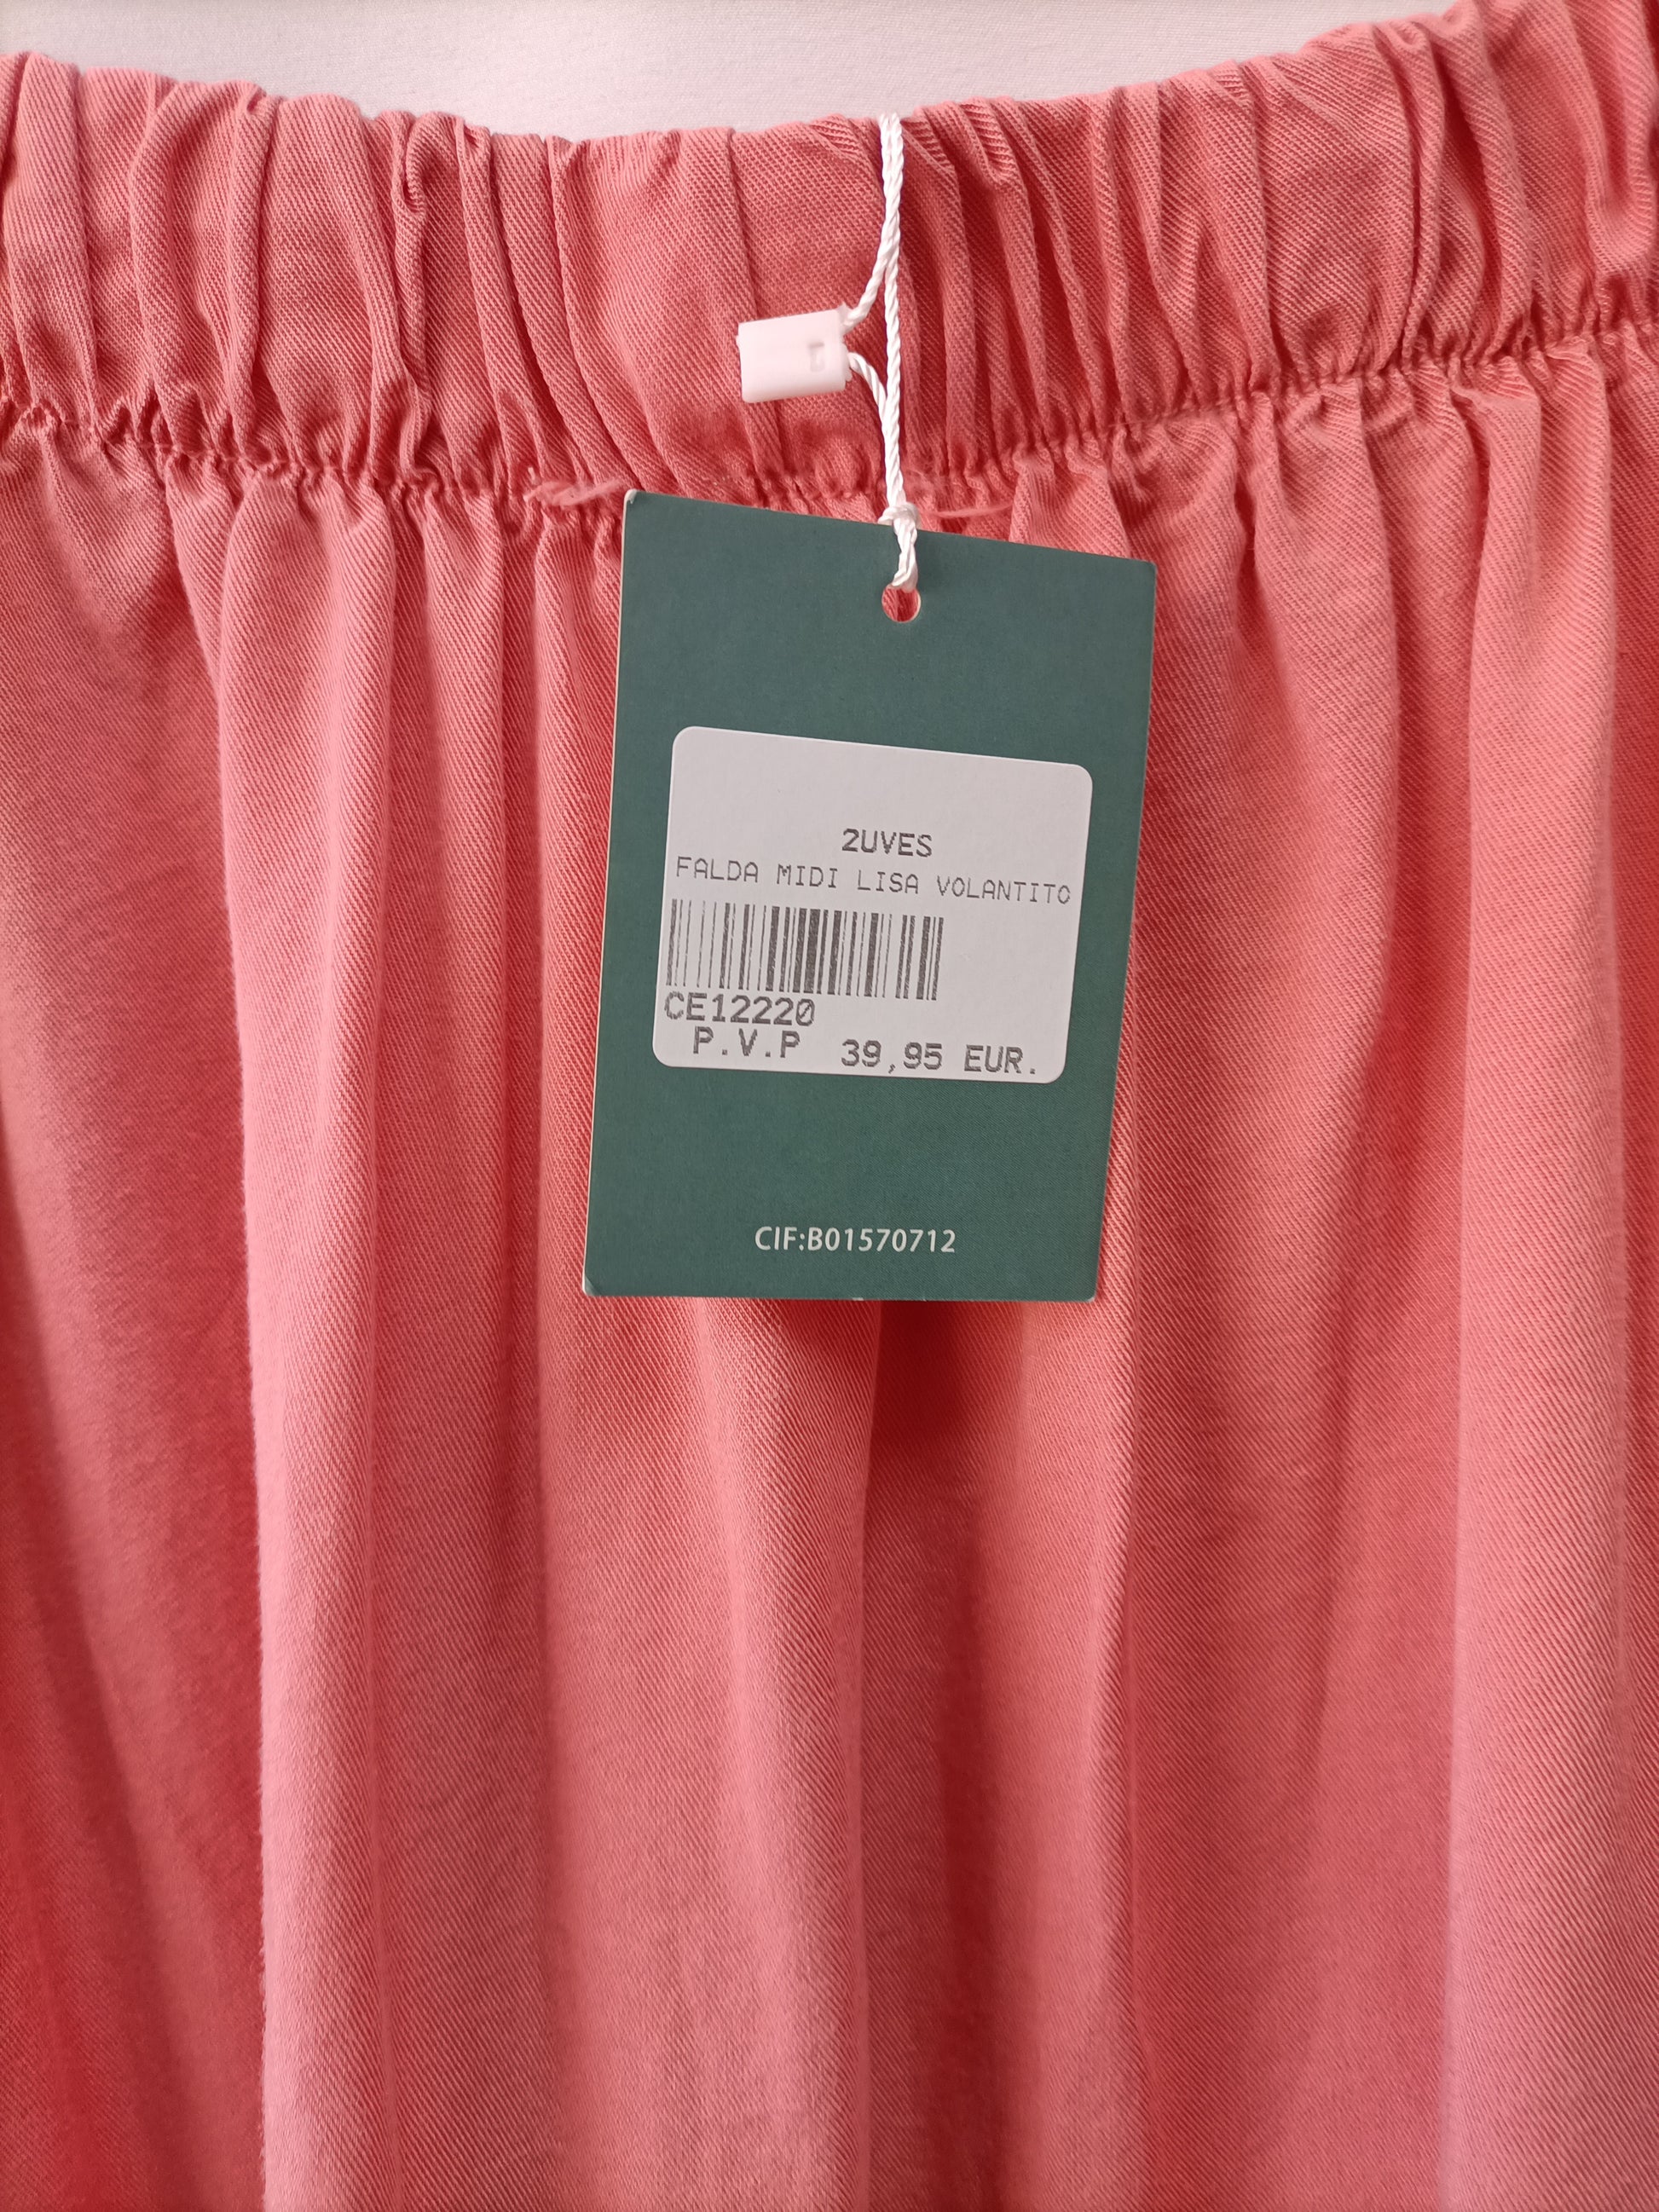 2UVES
FALDA MIDI LISA VOLANTITO
CE12220
P.V.P 39,95 EUR.
CIF:B01570712